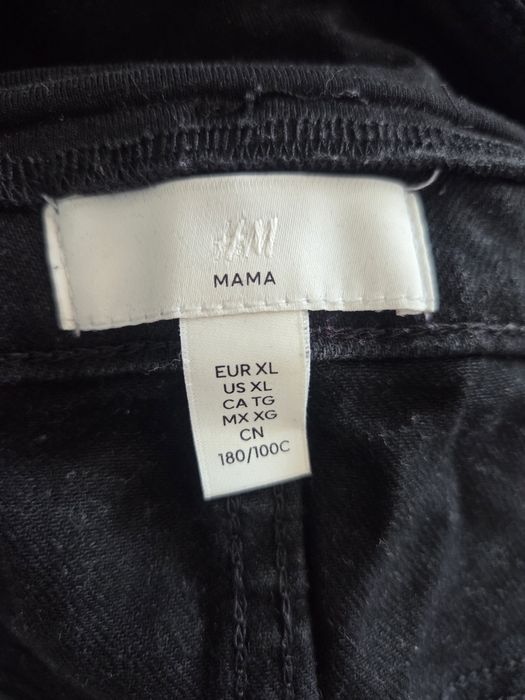 H&M
MAMA
EUR XL
US XL
CA TG
MX XG
CN
180/100C